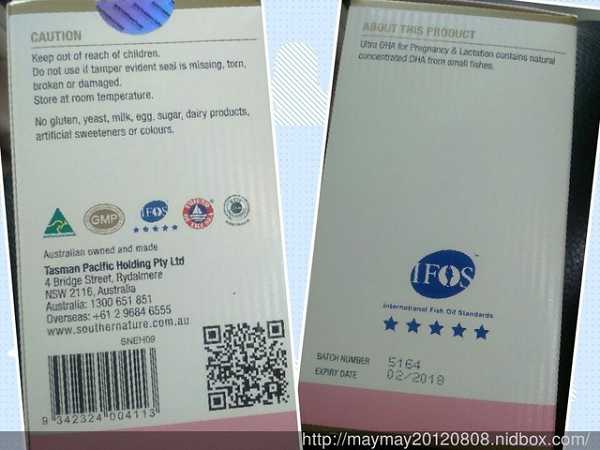 CAUTION
Keep out of reach of children.
Do not use if tamper evident seal is missing, torn,
broken or damaged.
Store at room temperature.
No gluten, yeast, milk, egg, sugar, dairy products,
artificial sweeteners or colours.
GMP
IFOS
Australian owned and made
Tasman Pacific Holding Pty Ltd
4 Bridge Street, Rydalmere
NSW 2116, Australia
Australia: 1300 651 851
Overseas: +61 2 9684 6555
www.southernature.com.au
SNEH09
9 342324 004113
ABOUT THIS PRODUCT
Ultra DHA for Pregnancy & Lactation contains natural
concentrated DHA from small fishes.
IFOS
International Fish Oil Standards
BATCH NUMBER 5164
EXPIRY DATE 02/2018
http://maymay20120808.nidbox.com/